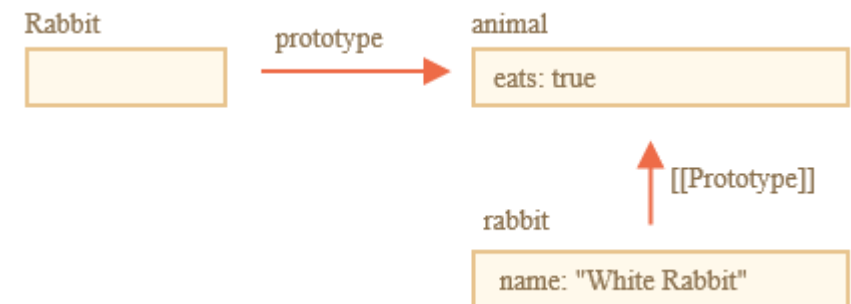 Rabbit
prototype
animal
eats: true
[[Prototype]]
rabbit
name: "White Rabbit"